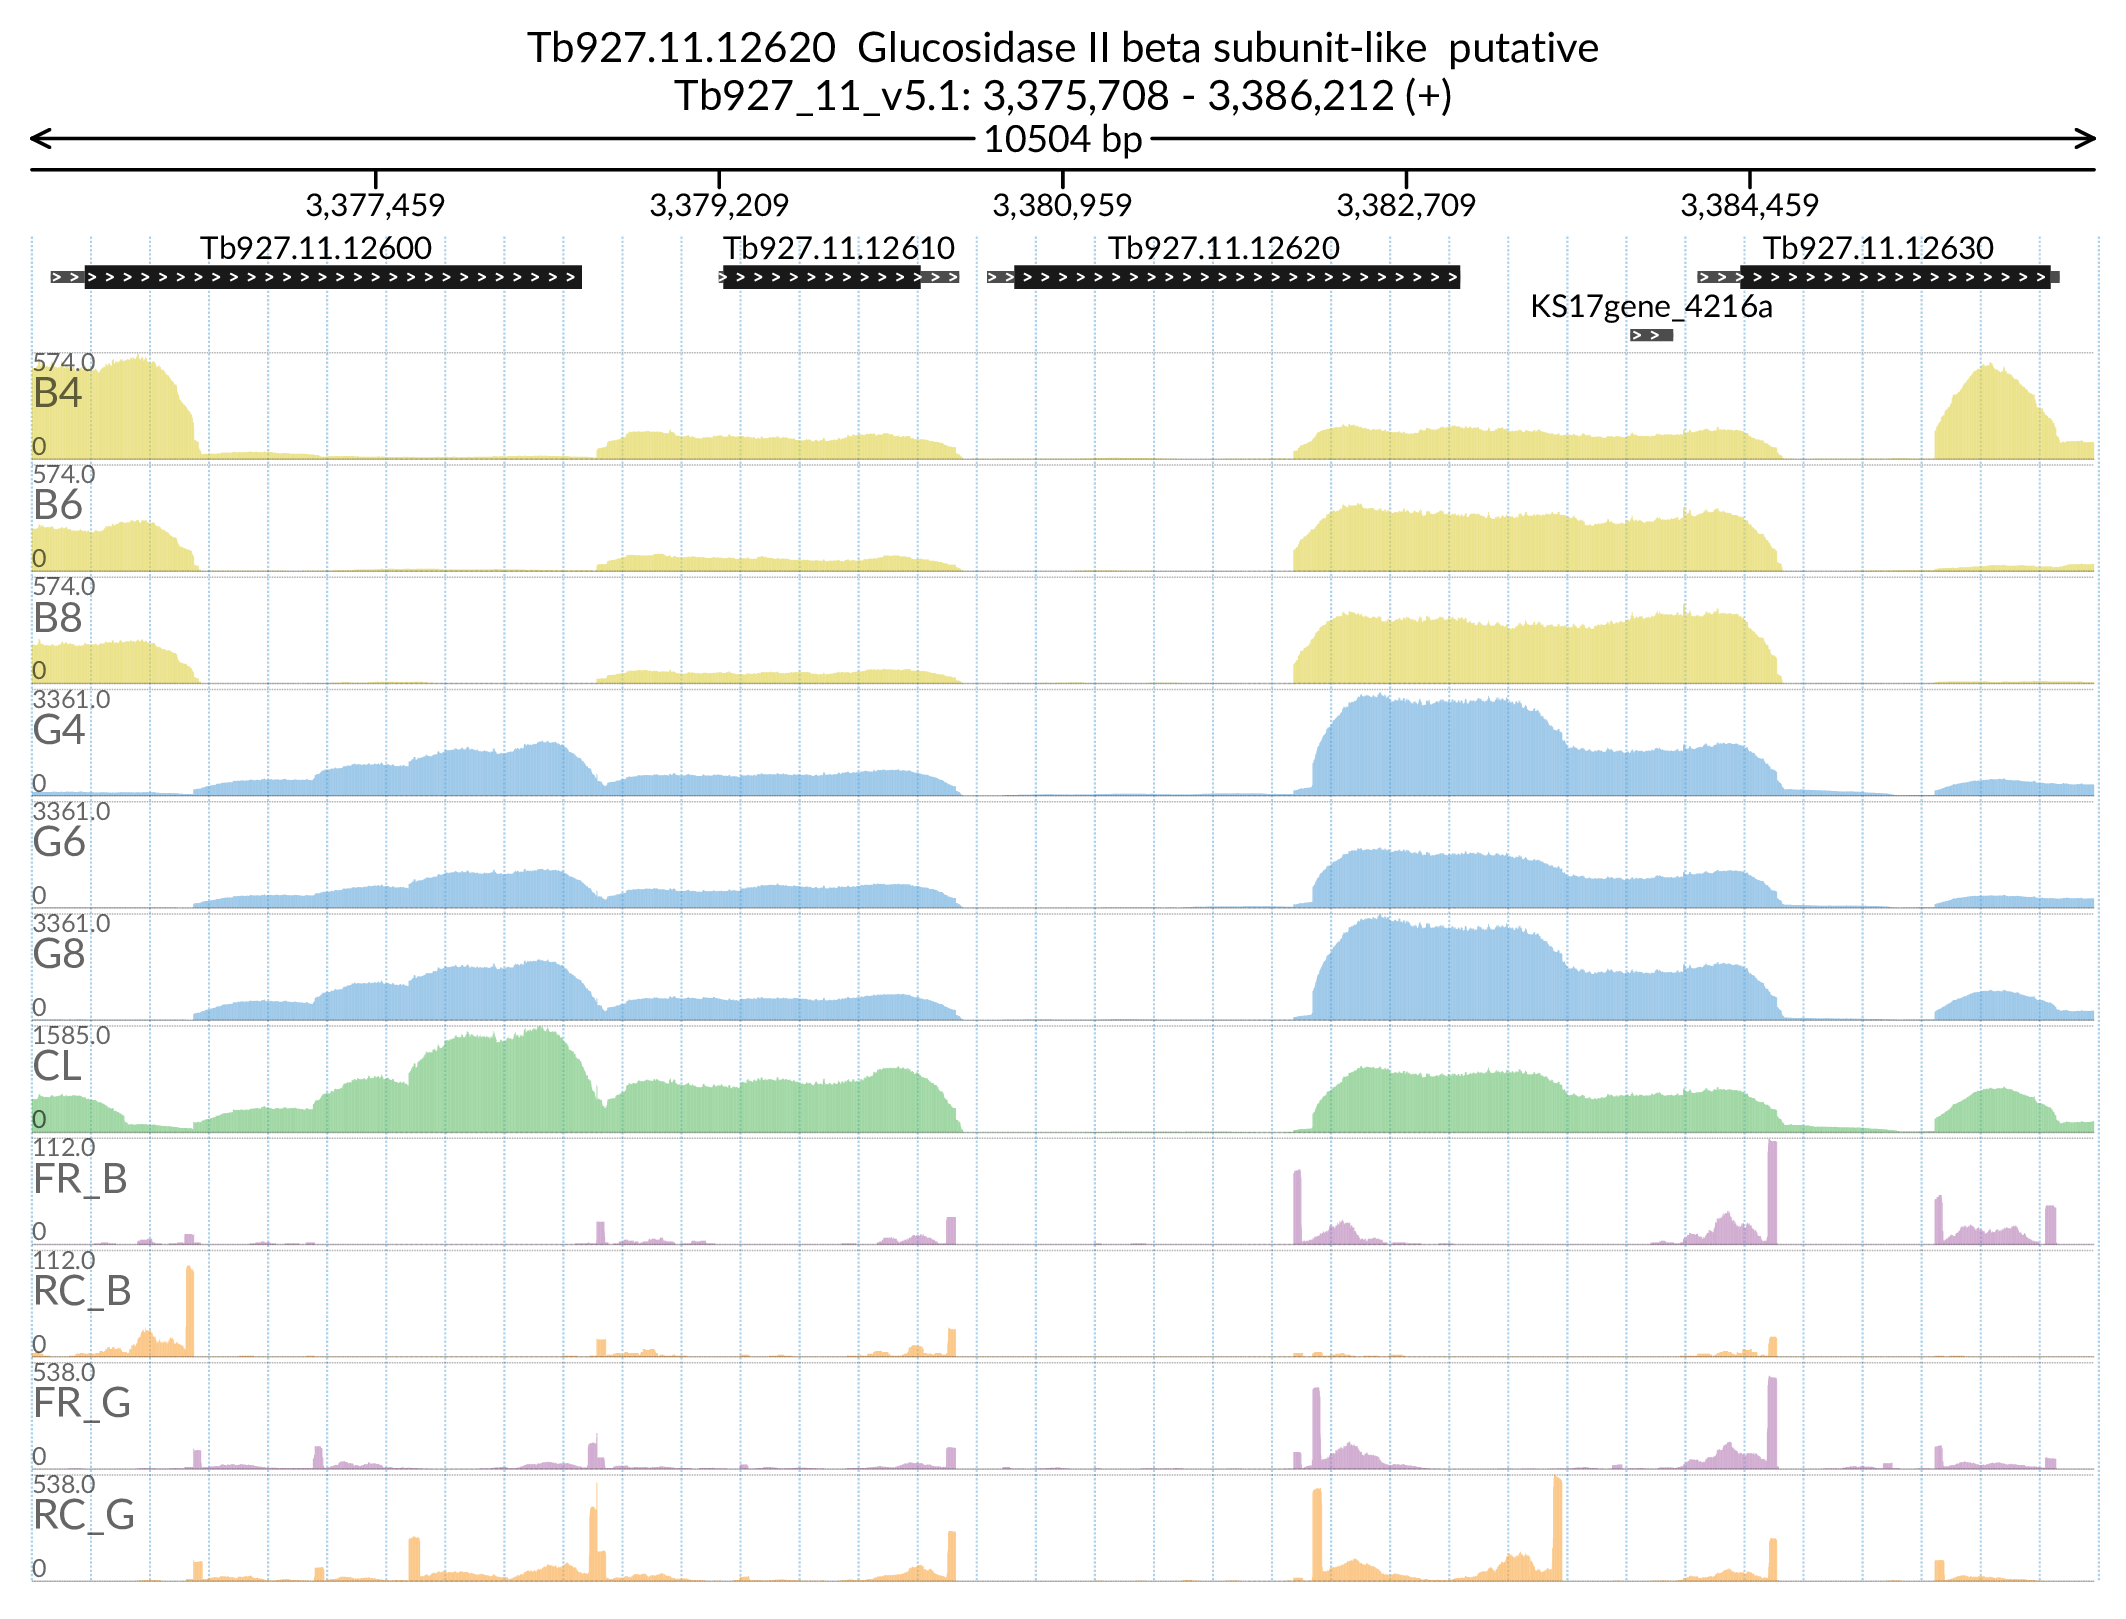 Tb927.11.12620 Glucosidase II beta subunit-like putative
Tb927_11_v5.1: 3,375,708 - 3,386,212 (+)
10504 bp
3,377,459 3,379,209 3,380,959 3,382,709 3,384,459
Tb927.11.12600 Tb927.11.12610 Tb927.11.12620 Tb927.11.12630
KS17gene_4216a
574.0
B4
0
574.0
B6
0
574.0
B8
0
3361.0
G4
0
3361.0
G6
0
3361.0
G8
0
1585.0
CL
0
112.0
FR_B
0
112.0
RC_B
0
538.0
FR_G
0
538.0
RC_G
0